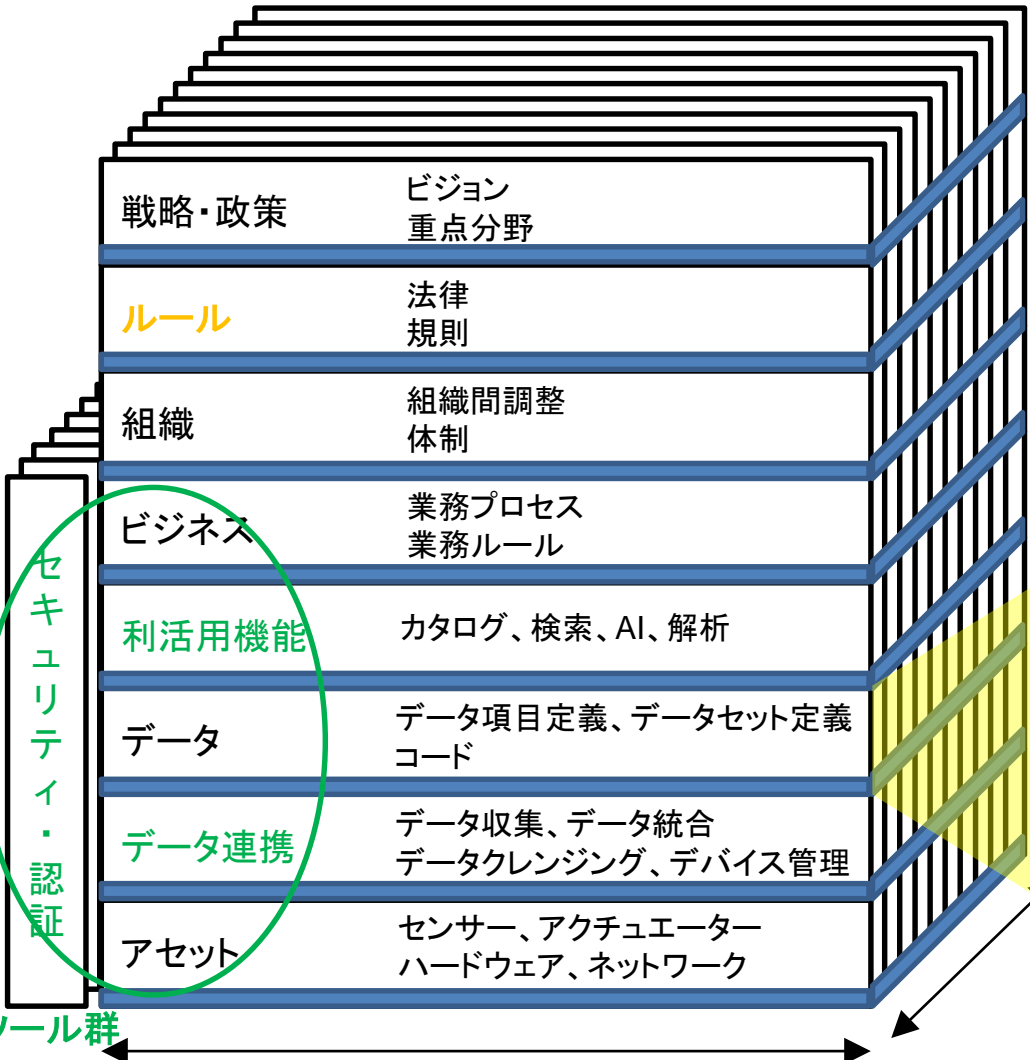 戦略・政策
ビジョン
重点分野
ルール
法律
規則
組織
組織間調整
体制
ビジネス
業務プロセス
業務ルール
利活用機能
カタログ、検索、AI、解析
データ
データ項目定義、データセット定義
コード
データ連携
データ収集、データ統合
データクレンジング、デバイス管理
アセット
センサー、アクチュエーター
ハードウェア、ネットワーク
セキュリティ・認証
ツール群